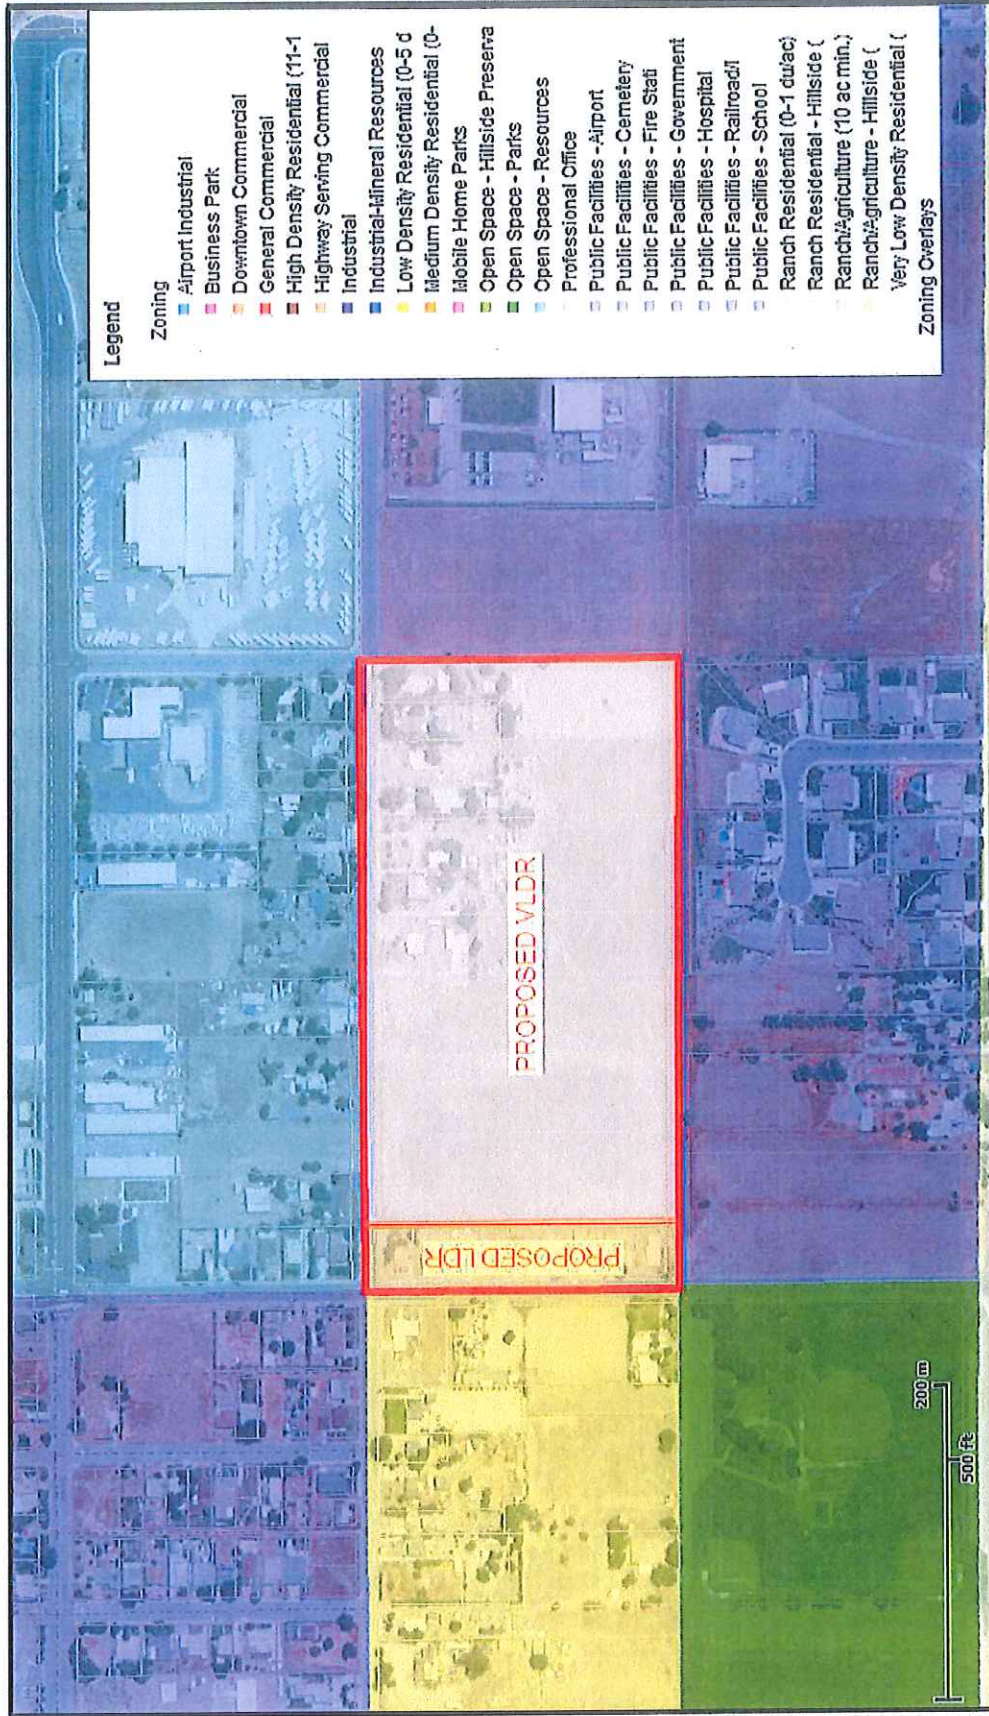 Legend
Zoning
Airport Industrial
Business Park
Downtown Commercial
General Commercial
High Density Residential (11-1
Highway Serving Commercial
Industrial
Industrial-Mineral Resources
Low Density Residential (0-5 d
Medium Density Residential (0-
Mobile Home Parks
Open Space - Hillside Preserva
Open Space - Parks
Open Space - Resources
Professional Office
Public Facilities - Airport
Public Facilities - Cemetery
Public Facilities - Fire Stati
Public Facilities - Government
Public Facilities - Hospital
Public Facilities - Railroad/I
Public Facilities - School
Ranch Residential (0-1 du/ac)
Ranch Residential - Hillside (
Ranch/Agriculture (10 ac min.)
Ranch/Agriculture - Hillside (
Very Low Density Residential (
Zoning Overlays
PROPOSED VLDR
PROPOSED LDR
200 m
500 ft